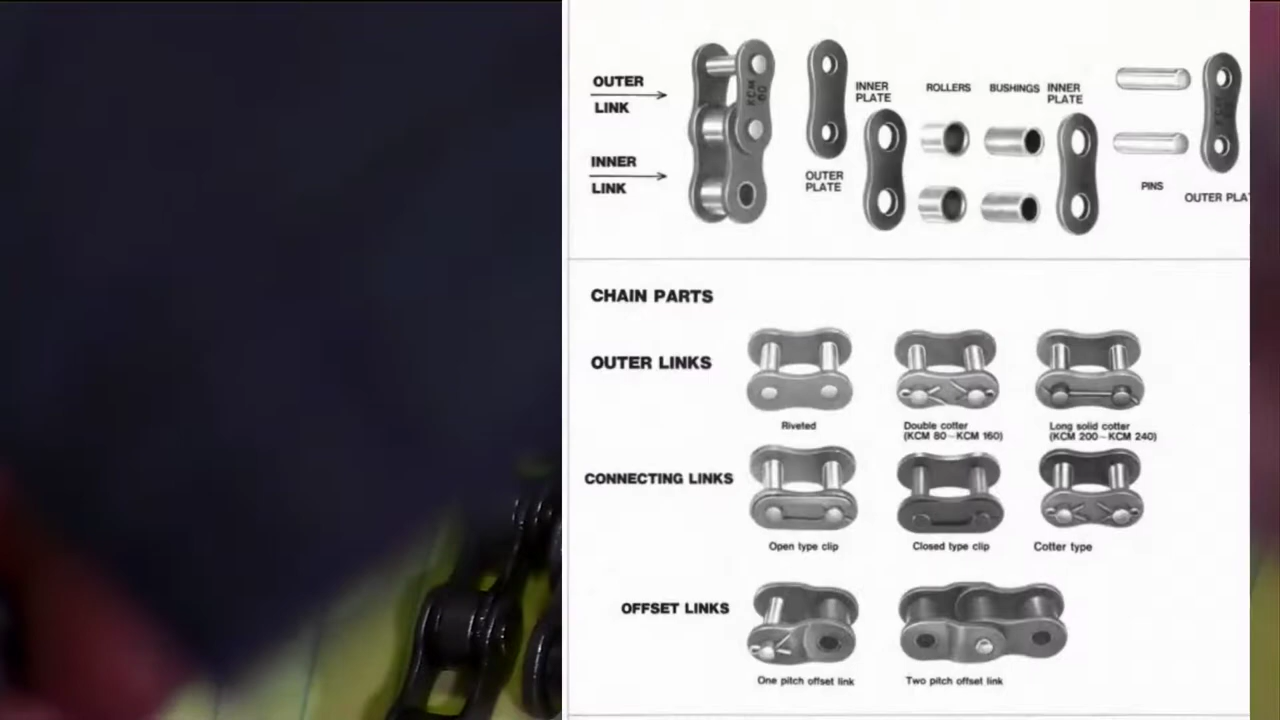 OUTER
LINK
INNER
LINK
KCM
60
OUTER
PLATE
INNER
PLATE
ROLLERS
BUSHINGS
INNER
PLATE
PINS
OUTER PLA
CHAIN PARTS
OUTER LINKS
Riveted
Double cotter
(KCM 80–KCM 160)
Long solid cotter
(KCM 200–KCM 240)
CONNECTING LINKS
Open type clip
Closed type clip
Cotter type
OFFSET LINKS
One pitch offset link
Two pitch offset link